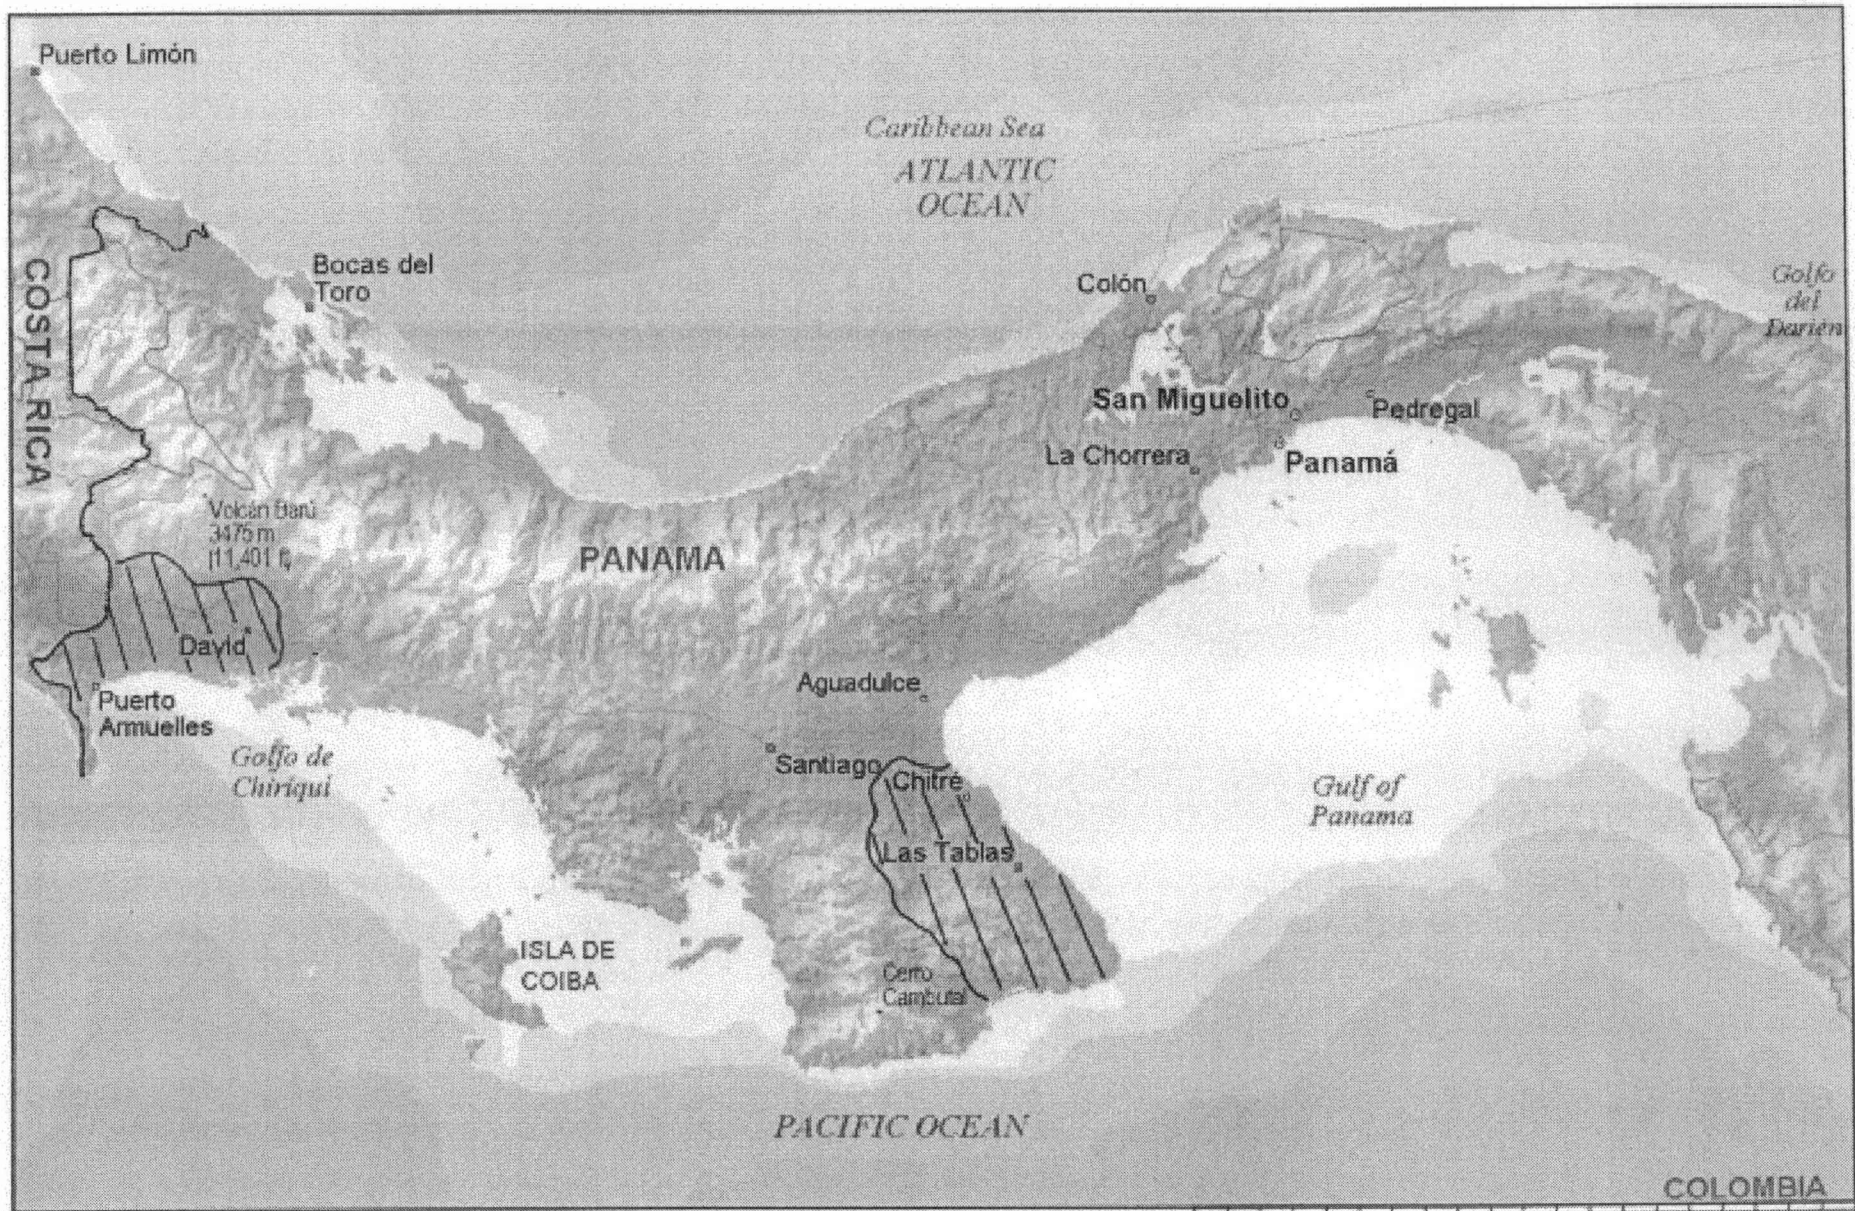 Puerto Limón
Caribbean Sea
ATLANTIC
OCEAN
COSTA RICA
Bocas del
Toro
Colón
Golfo
del
Darién
San Miguelito
Pedregal
La Chorrera
Panamá
Volcán Barú
3475 m
(11,401 ft)
PANAMA
David
Aguadulce
Puerto
Armuelles
Golfo de
Chiriquí
Santiago
Chitré
Gulf of
Panama
Las Tablas
ISLA DE
COIBA
Cerro
Cambutal
PACIFIC OCEAN
COLOMBIA